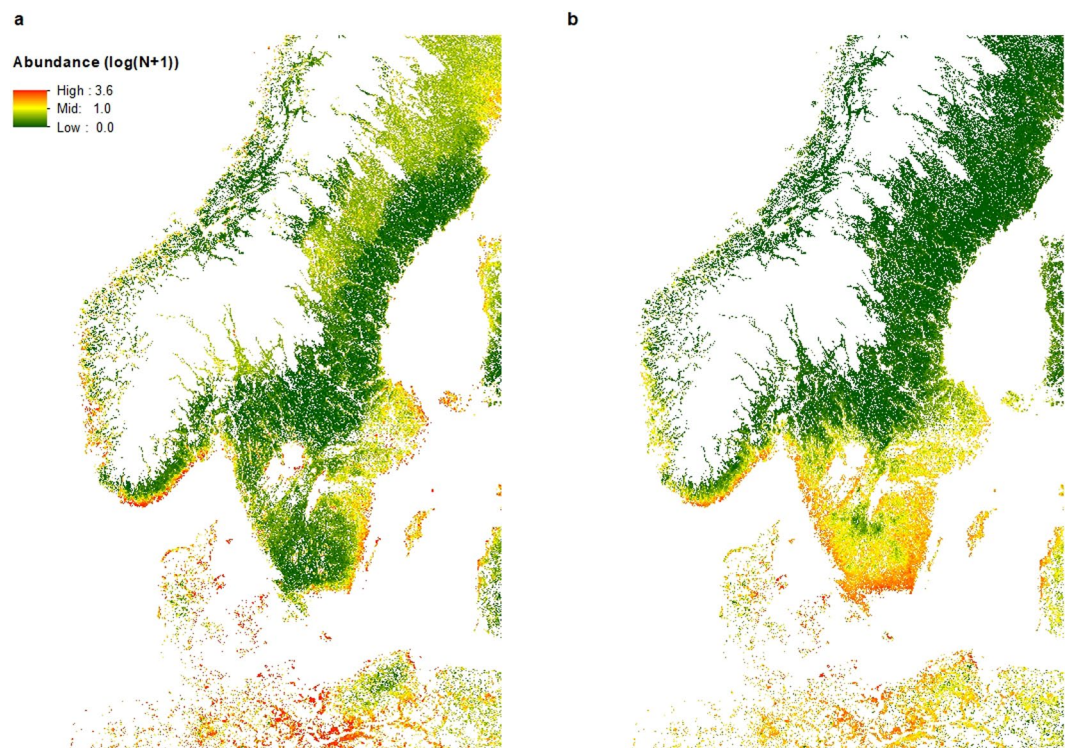 a
b
Abundance (log(N+1))
High : 3.6
Mid: 1.0
Low : 0.0